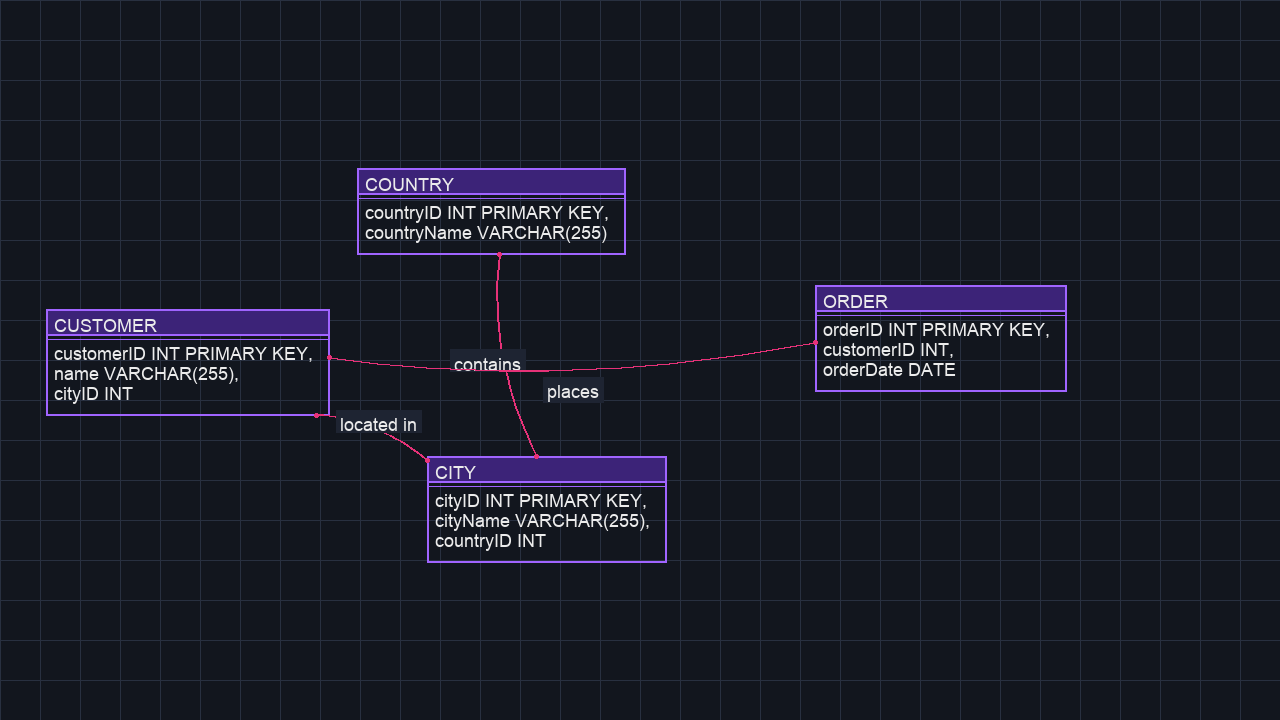 COUNTRY
countryID INT PRIMARY KEY,
countryName VARCHAR(255)
CUSTOMER
customerID INT PRIMARY KEY,
name VARCHAR(255),
cityID INT
ORDER
orderID INT PRIMARY KEY,
customerID INT,
orderDate DATE
contains
places
located in
CITY
cityID INT PRIMARY KEY,
cityName VARCHAR(255),
countryID INT